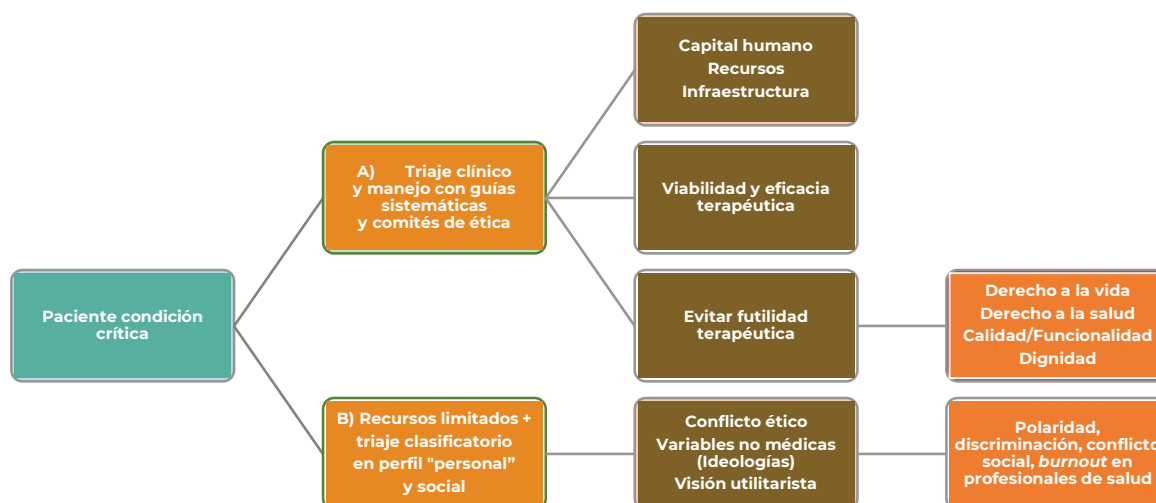 Capital humano
Recursos
Infraestructura
A) Triaje clínico
y manejo con guías
sistemáticas
y comités de ética
Viabilidad y eficacia
terapéutica
Paciente condición
crítica
Evitar futilidad
terapéutica
Derecho a la vida
Derecho a la salud
Calidad/Funcionalidad
Dignidad
B) Recursos limitados +
triaje clasificatorio
en perfil "personal”
y social
Conflicto ético
Variables no médicas
(Ideologías)
Visión utilitarista
Polaridad,
discriminación, conflicto
social, burnout en
profesionales de salud